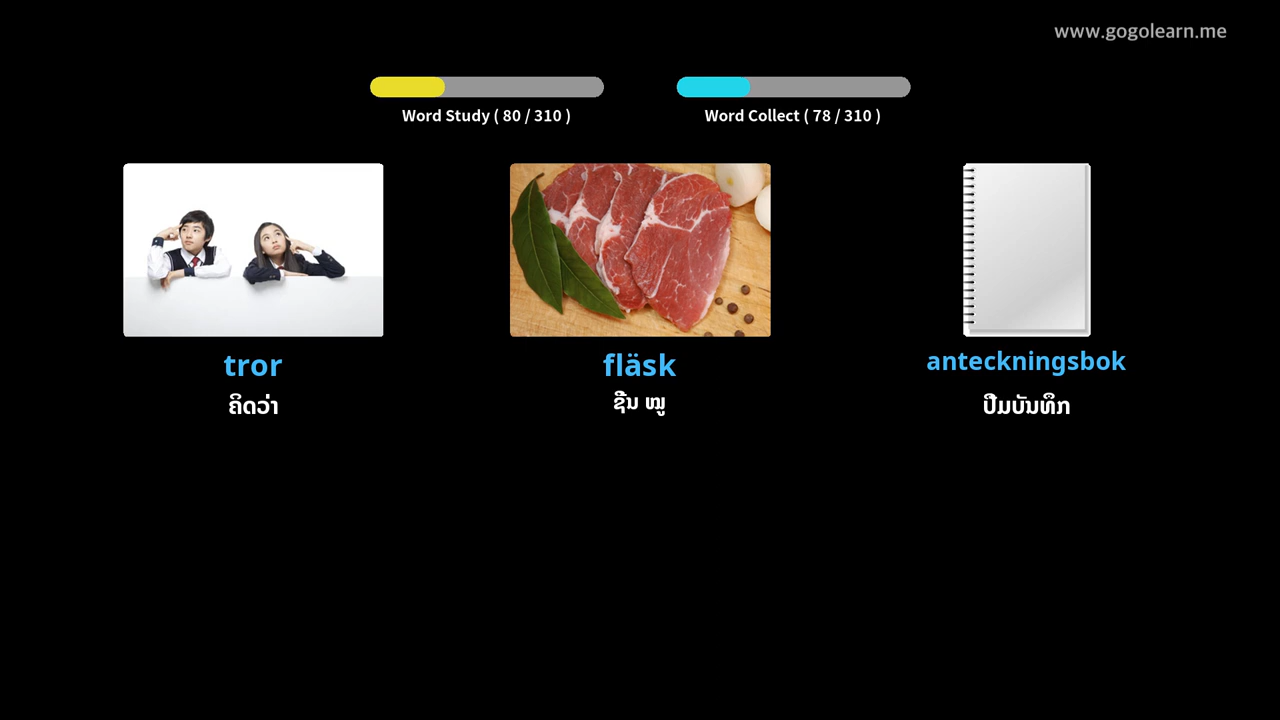 www.gogolearn.me
Word Study ( 80 / 310 )
Word Collect ( 78 / 310 )
tror
fläsk
anteckningsbok
ຄິດວ່າ
ຊີ້ນ ໝູ
ປຶ້ມບັນທຶກ